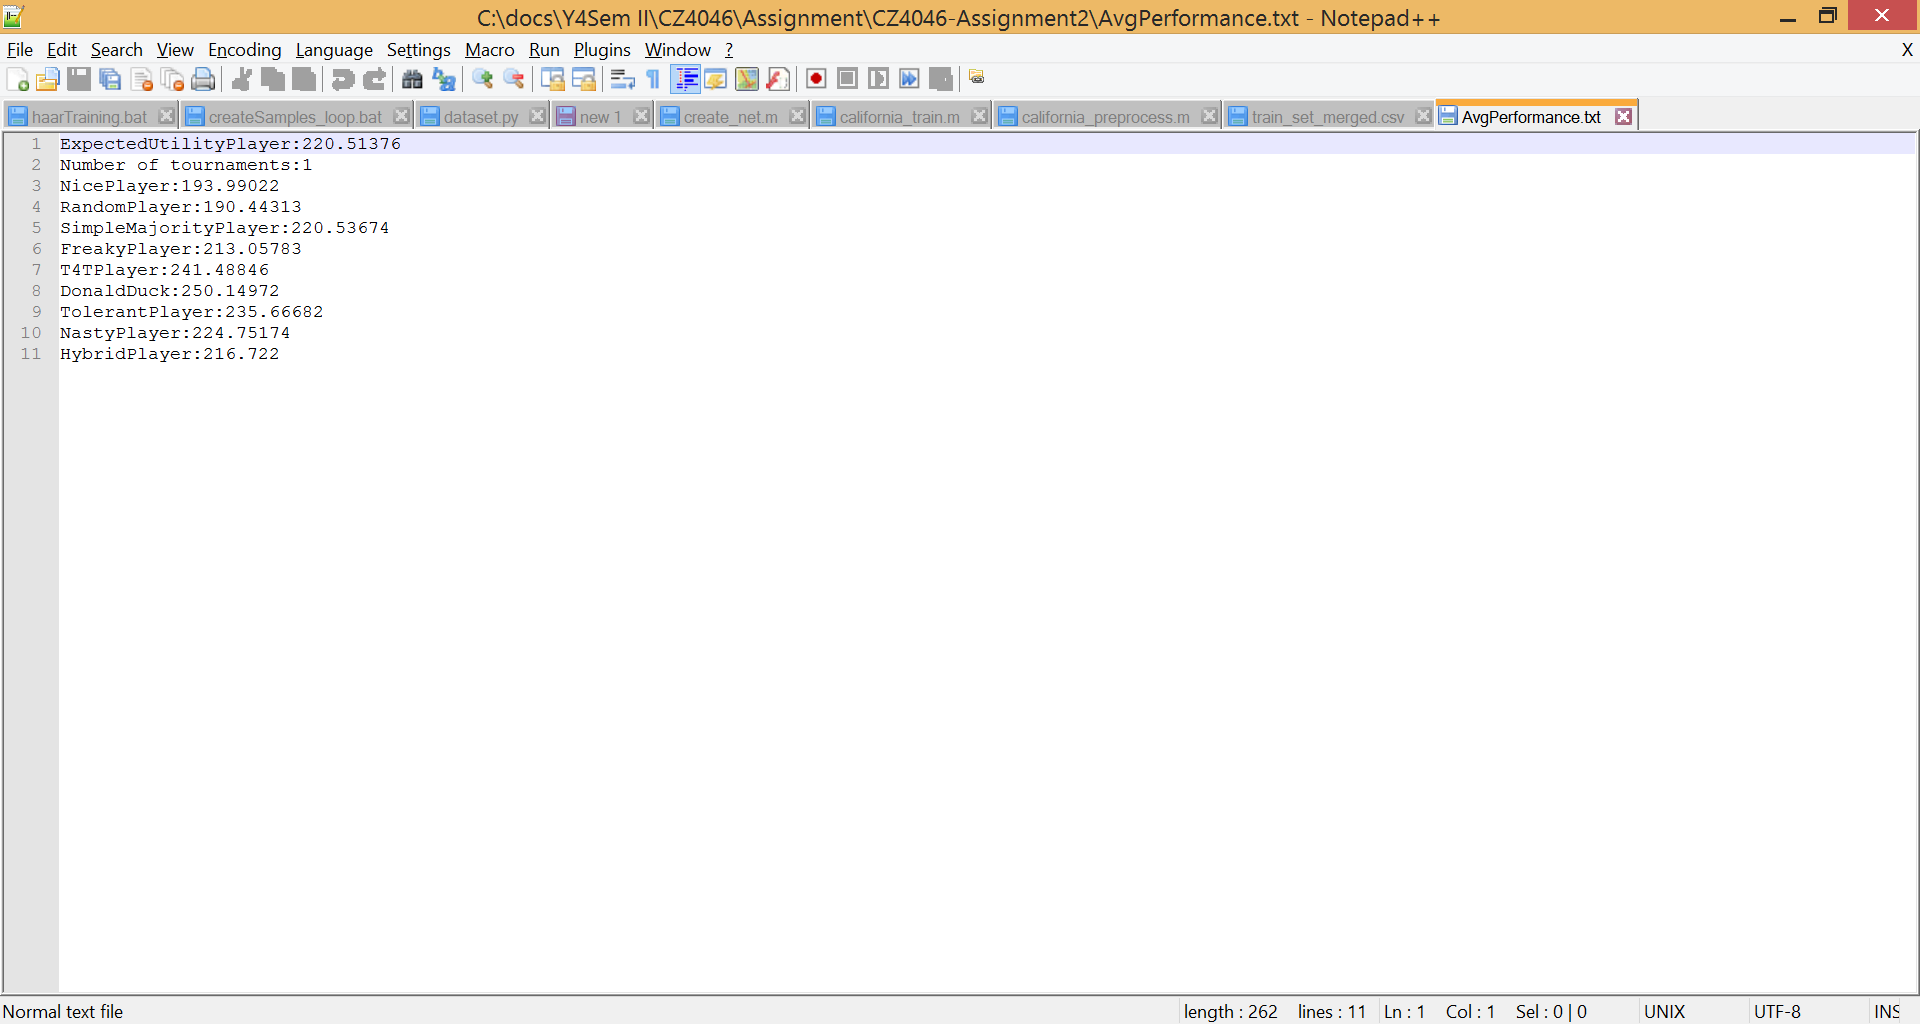 C:\docs\Y4Sem II\CZ4046\Assignment\CZ4046-Assignment2\AvgPerformance.txt - Notepad++
File Edit Search View Encoding Language Settings Macro Run Plugins Window ? X
haarTraining.bat createSamples_loop.bat dataset.py new 1 create_net.m california_train.m california_preprocess.m train_set_merged.csv AvgPerformance.txt
1 ExpectedUtilityPlayer:220.51376
2 Number of tournaments:1
3 NicePlayer:193.99022
4 RandomPlayer:190.44313
5 SimpleMajorityPlayer:220.53674
6 FreakyPlayer:213.05783
7 T4TPlayer:241.48846
8 DonaldDuck:250.14972
9 TolerantPlayer:235.66682
10 NastyPlayer:224.75174
11 HybridPlayer:216.722
Normal text file length : 262 lines : 11 Ln : 1 Col : 1 Sel : 0 | 0 UNIX UTF-8 INS